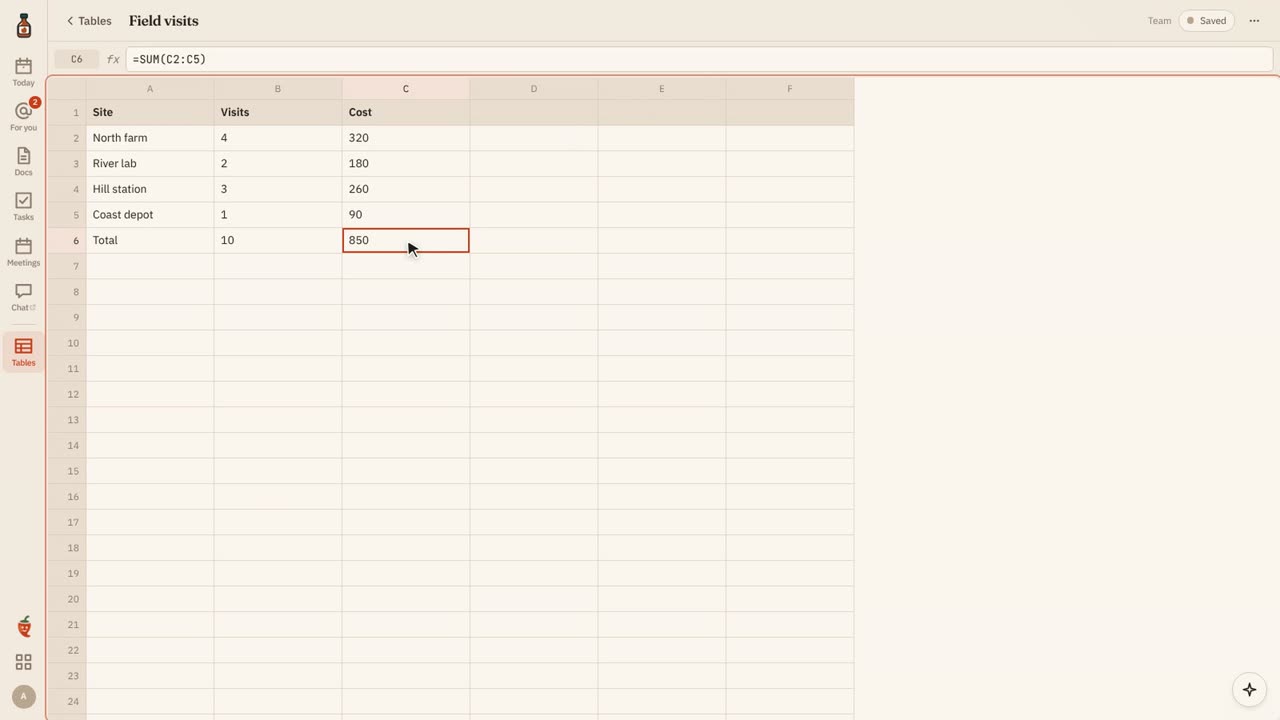 Tables
Field visits
Team
Saved
C6
fx
=SUM(C2:C5)
Today
2
For you
Docs
Tasks
Meetings
Chat
Tables
A
A B C D E F
1 Site Visits Cost
2 North farm 4 320
3 River lab 2 180
4 Hill station 3 260
5 Coast depot 1 90
6 Total 10 850
7
8
9
10
11
12
13
14
15
16
17
18
19
20
21
22
23
24